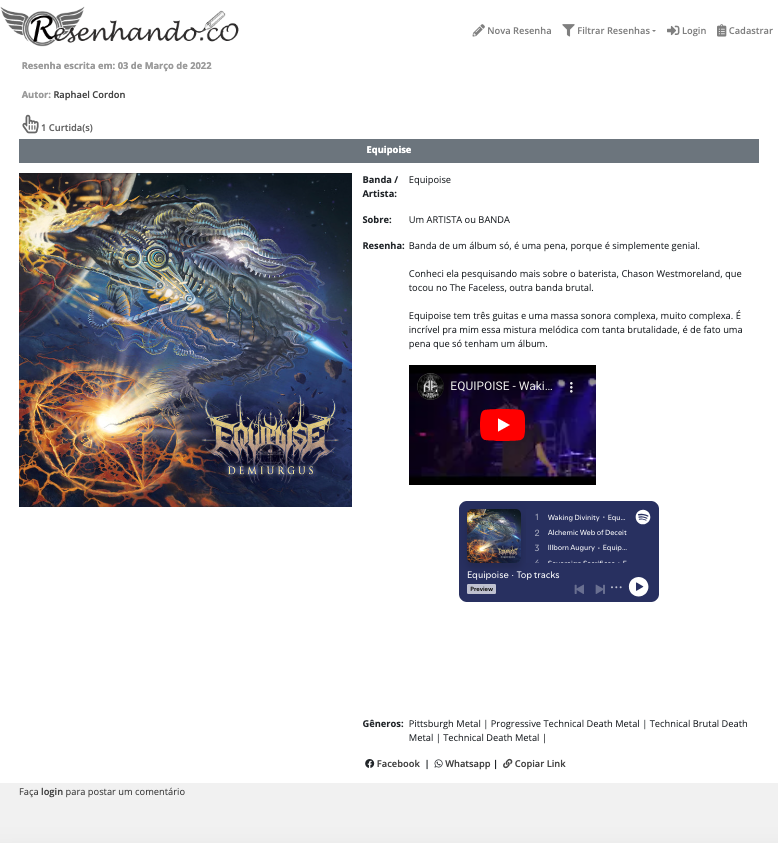 Resenhando.co
Nova Resenha
Filtrar Resenhas
Login
Cadastrar
Resenha escrita em: 03 de Março de 2022
Autor: Raphael Cordon
1 Curtida(s)
Equipoise
Banda / Artista:
Equipoise
Sobre:
Um ARTISTA ou BANDA
Resenha:
Banda de um álbum só, é uma pena, porque é simplemente genial.
Conheci ela pesquisando mais sobre o baterista, Chason Westmoreland, que
tocou no The Faceless, outra banda brutal.
Equipoise tem três guitas e uma massa sonora complexa, muito complexa. É
incrível pra mim essa mistura melódica com tanta brutalidade, é de fato uma
pena que só tenham um álbum.
EQUIPOISE
DEMIURGUS
EQUIPOISE - Waki...
1 Waking Divinity • Equ...
2 Alchemic Web of Deceit
3 Illborn Augury • Equip...
Equipoise · Top tracks
Preview
Gêneros:
Pittsburgh Metal | Progressive Technical Death Metal | Technical Brutal Death
Metal | Technical Death Metal |
Facebook | Whatsapp | Copiar Link
Faça login para postar um comentário